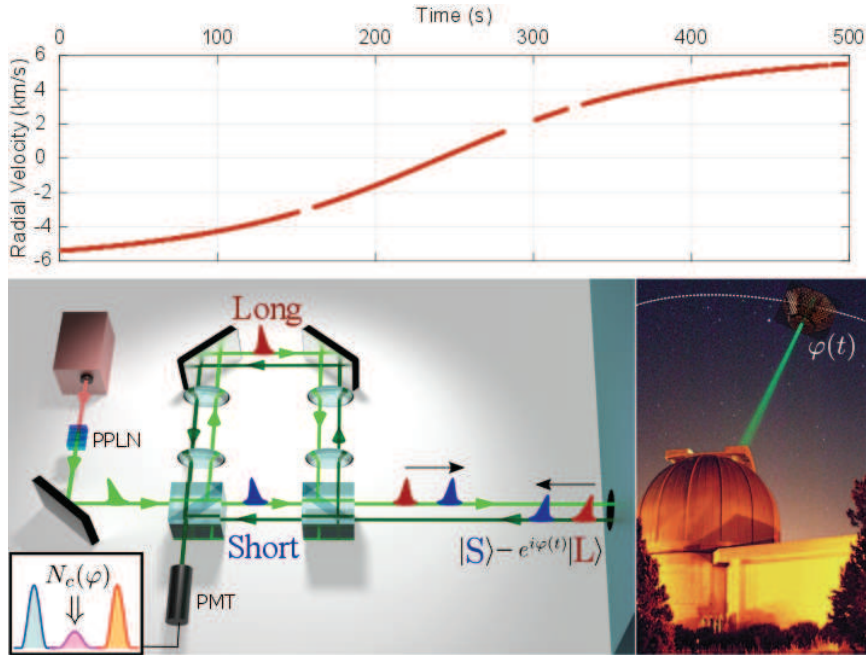 Time (s)
0 100 200 300 400 500
Radial Velocity (km/s)
6
4
2
0
-2
-4
-6
Long
φ(t)
PPLN
Short
|S⟩ − e^{iφ(t)}|L⟩
N_c(φ)
⇓
PMT